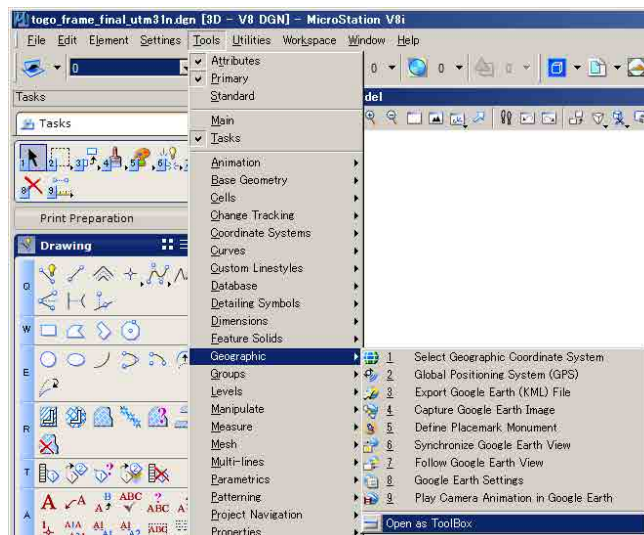 togo_frame_final_utm31n.dgn [3D - V8 DGN] - MicroStation V8i
File Edit Element Settings Tools Utilities Workspace Window Help
0
0
0
0
Tasks
del
Tasks
Print Preparation
Drawing
Q
W
E
R
T
A
Attributes
Primary
Standard
Main
Tasks
Animation
Base Geometry
Cells
Change Tracking
Coordinate Systems
Curves
Custom Linestyles
Database
Detailing Symbols
Dimensions
Feature Solids
Geographic
Groups
Levels
Manipulate
Measure
Mesh
Multi-lines
Parametrics
Patterning
Project Navigation
Properties
1 Select Geographic Coordinate System
2 Global Positioning System (GPS)
3 Export Google Earth (KML) File
4 Capture Google Earth Image
5 Define Placemark Monument
6 Synchronize Google Earth View
7 Follow Google Earth View
8 Google Earth Settings
9 Play Camera Animation in Google Earth
Open as ToolBox